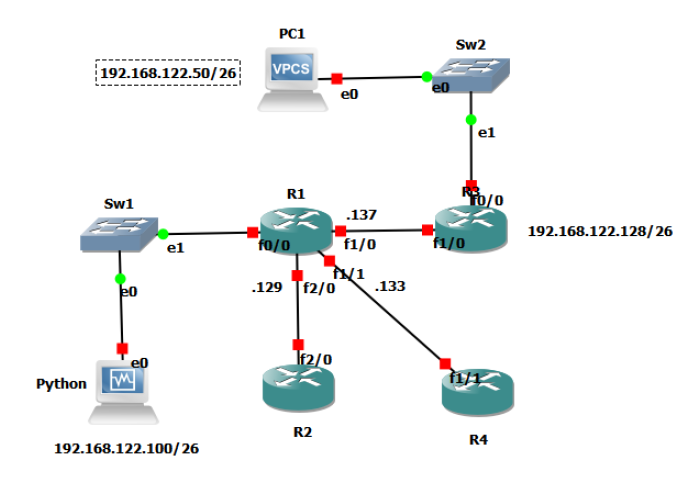 PC1
Sw2
192.168.122.50/26
VPCS
e0
e0
e1
R3
f0/0
R1
.137
192.168.122.128/26
Sw1
e1
f0/0
f1/0
f1/0
f1/1
.129
f2/0
.133
e0
e0
f2/0
f1/1
Python
R2
R4
192.168.122.100/26